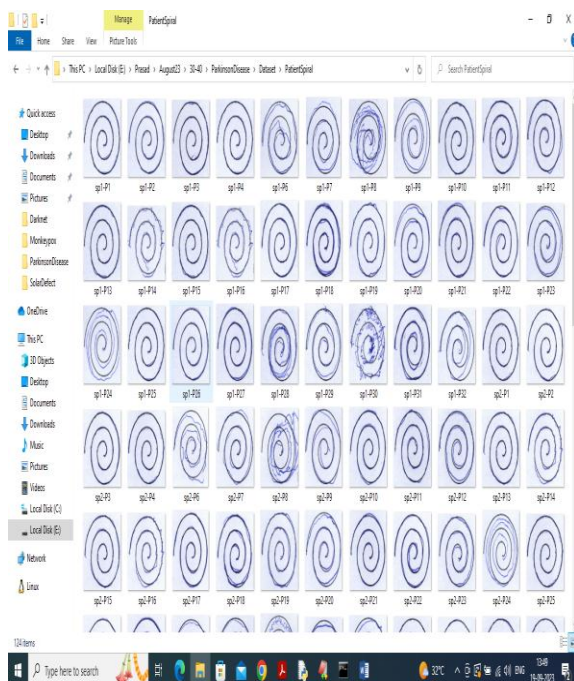 Manage PatientSpiral
File Home Share View Picture Tools
This PC > Local Disk (E:) > Prasad > August23 > 30-40 > ParkinsonDisease > Dataset > PatientSpiral
Search PatientSpiral
Quick access
Desktop
Downloads
Documents
Pictures
Darknet
Monkeypox
ParkinsonDisease
SolarDefect
OneDrive
This PC
3D Objects
Desktop
Documents
Downloads
Music
Pictures
Videos
Local Disk (C:)
Local Disk (E:)
Network
Linux
sp1-P1 sp1-P2 sp1-P3 sp1-P4 sp1-P6 sp1-P7 sp1-P8 sp1-P9 sp1-P10 sp1-P11 sp1-P12
sp1-P13 sp1-P14 sp1-P15 sp1-P16 sp1-P17 sp1-P18 sp1-P19 sp1-P20 sp1-P21 sp1-P22 sp1-P23
sp1-P24 sp1-P25 sp1-P26 sp1-P27 sp1-P28 sp1-P29 sp1-P30 sp1-P31 sp1-P32 sp2-P1 sp2-P2
sp2-P3 sp2-P4 sp2-P6 sp2-P7 sp2-P8 sp2-P9 sp2-P10 sp2-P11 sp2-P12 sp2-P13 sp2-P14
sp2-P15 sp2-P16 sp2-P17 sp2-P18 sp2-P19 sp2-P20 sp2-P21 sp2-P22 sp2-P23 sp2-P24 sp2-P25
124 items
Type here to search
32°C ENG 13:49
19-09-2023